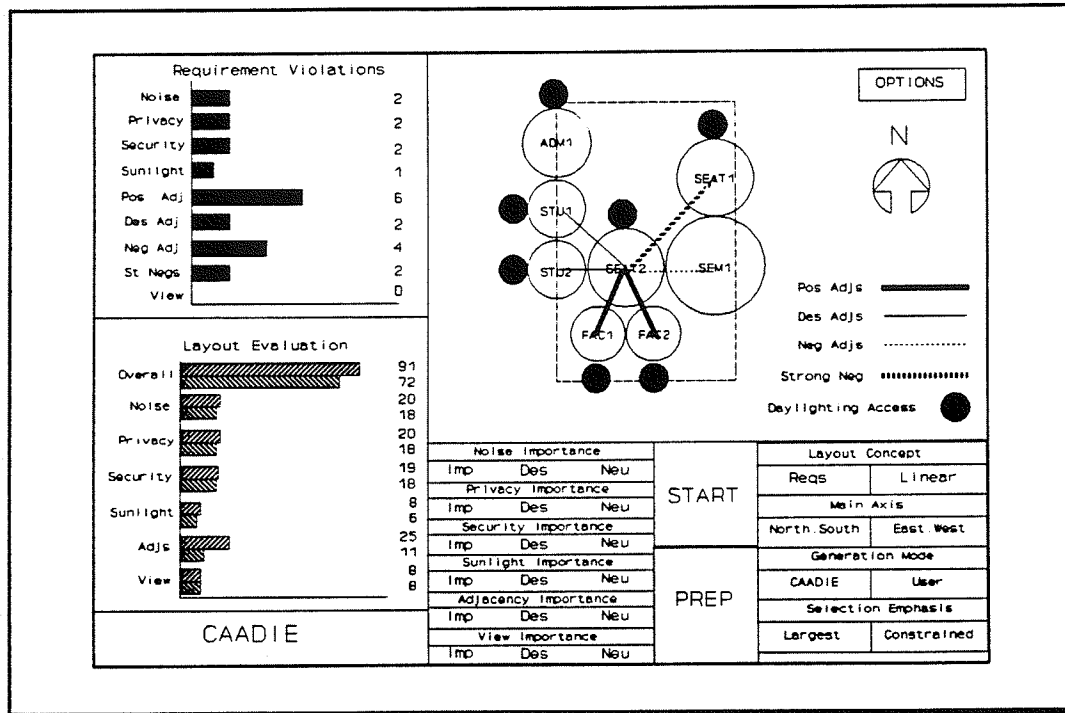 Requirement Violations
Noise 2
Privacy 2
Security 2
Sunlight 1
Pos Adj 6
Des Adj 2
Neg Adj 4
St Negs 2
View 0
Layout Evaluation
Overall 91
72
Noise 20
18
Privacy 20
18
Security 19
18
Sunlight 8
6
Adjs 25
11
View 8
8
CAADIE
OPTIONS
N
ADM1
SEAT1
STU1
STU2
SEAT2
SEM1
FAC1
FAC2
Pos Adjs
Des Adjs
Neg Adjs
Strong Neg
Daylighting Access
Noise Importance
Imp Des Neu
Privacy Importance
Imp Des Neu
Security Importance
Imp Des Neu
Sunlight Importance
Imp Des Neu
Adjacency Importance
Imp Des Neu
View Importance
Imp Des Neu
START
PREP
Layout Concept
Reqs Linear
Main Axis
North.South East.West
Generation Mode
CAADIE User
Selection Emphasis
Largest Constrained